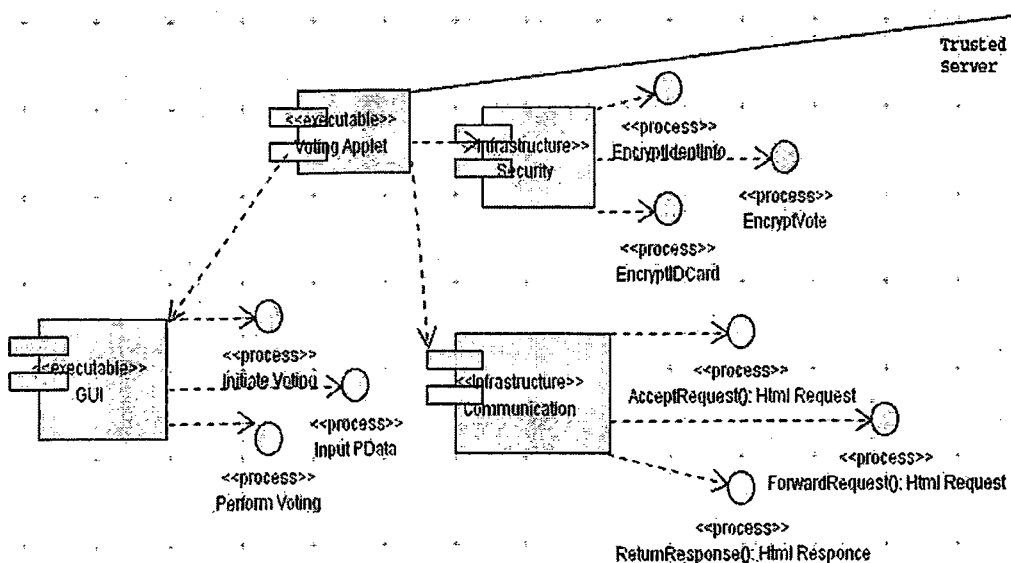 Trusted
Server
<<executable>>
Voting Applet
<<process>>
EncryptIdentInfo
<<Infrastructure>>
Security
<<process>>
EncryptVote
<<process>>
EncryptIDCard
<<process>>
Initiate Voting
<<executable>>
GUI
<<process>>
Input PData
<<process>>
Perform Voting
<<Infrastructure>>
Communication
<<process>>
AcceptRequest(): Html Request
<<process>>
ForwardRequest(): Html Request
<<process>>
ReturnResponse(): Html Responce